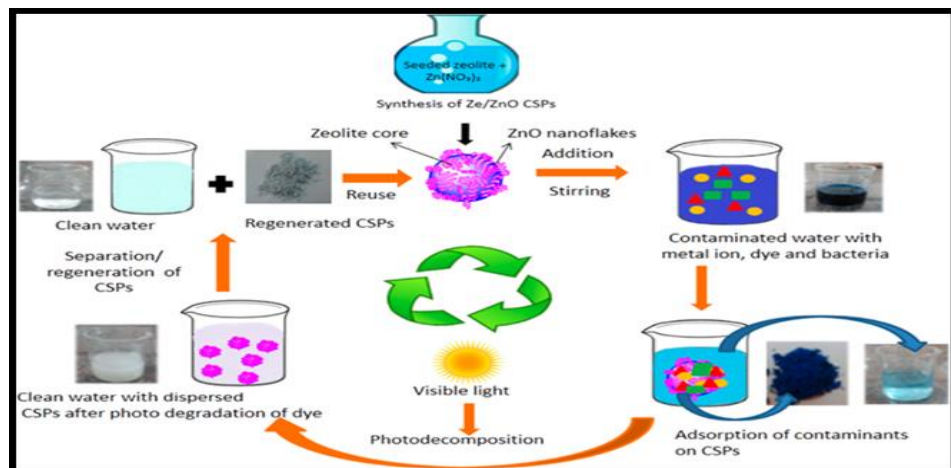 Seeded zeolite +
Zn(NO₃)₂
Synthesis of Ze/ZnO CSPs
Zeolite core
ZnO nanoflakes
Addition
Stirring
Reuse
Clean water
Regenerated CSPs
Contaminated water with
metal ion, dye and bacteria
Separation/
regeneration of
CSPs
Clean water with dispersed
CSPs after photo degradation of dye
Visible light
Photodecomposition
Adsorption of contaminants
on CSPs